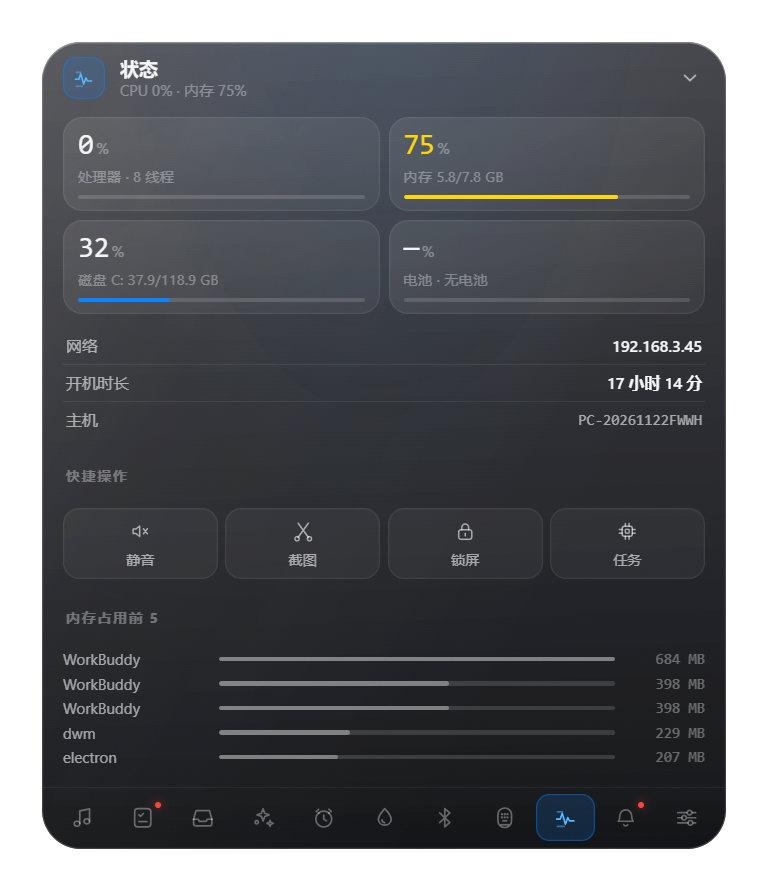 状态
CPU 0% · 内存 75%
0%
处理器 · 8 线程
75%
内存 5.8/7.8 GB
32%
磁盘 C: 37.9/118.9 GB
—%
电池 · 无电池
网络 192.168.3.45
开机时长 17 小时 14 分
主机 PC-20261122FWWH
快捷操作
静音 截图 锁屏 任务
内存占用前 5
WorkBuddy 684 MB
WorkBuddy 398 MB
WorkBuddy 398 MB
dwm 229 MB
electron 207 MB